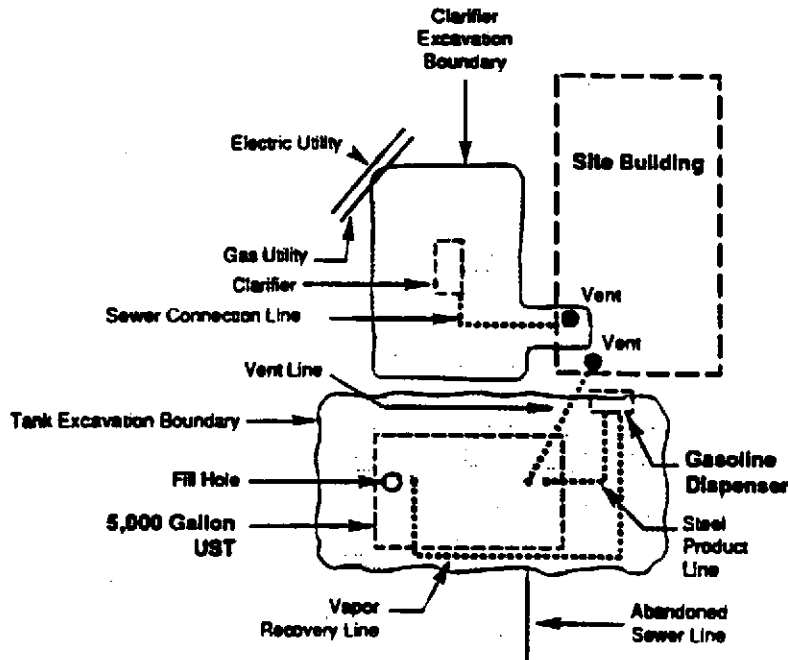 Clarifier
Excavation
Boundary
Electric Utility
Site Building
Gas Utility
Clarifier
Vent
Sewer Connection Line
Vent
Vent Line
Tank Excavation Boundary
Gasoline
Dispenser
Fill Hole
5,000 Gallon
UST
Steel
Product
Line
Vapor
Recovery Line
Abandoned
Sewer Line